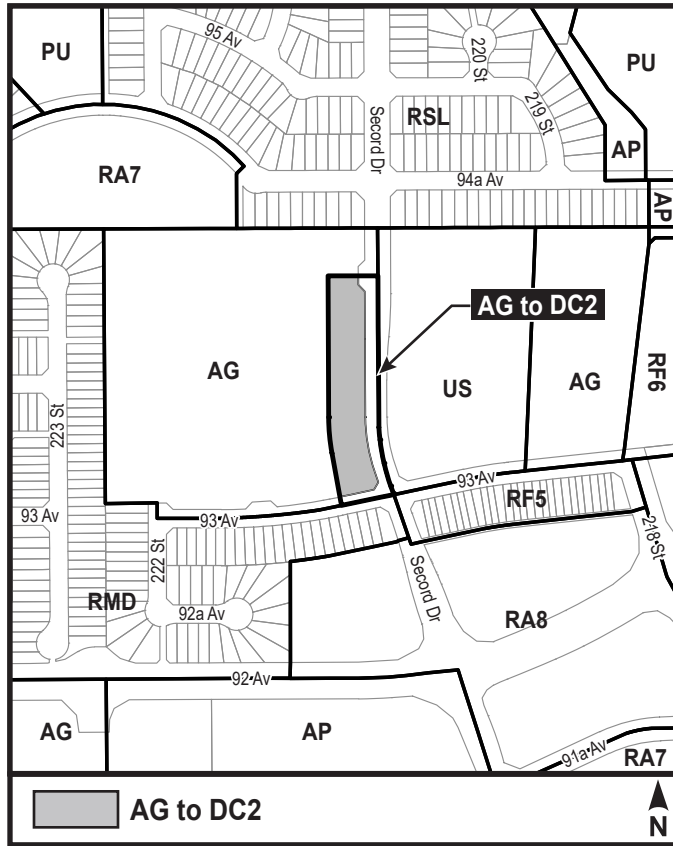 PU
95 Av
220 St
PU
RSL
219 St
Secord Dr
AP
RA7
94a Av
AP
AG to DC2
AG
US
AG
RF6
223 St
93 Av
RF5
93 Av
93 Av
222 St
218 St
RMD
92a Av
Secord Dr
RA8
92 Av
AG
AP
91a Av
RA7
AG to DC2
N